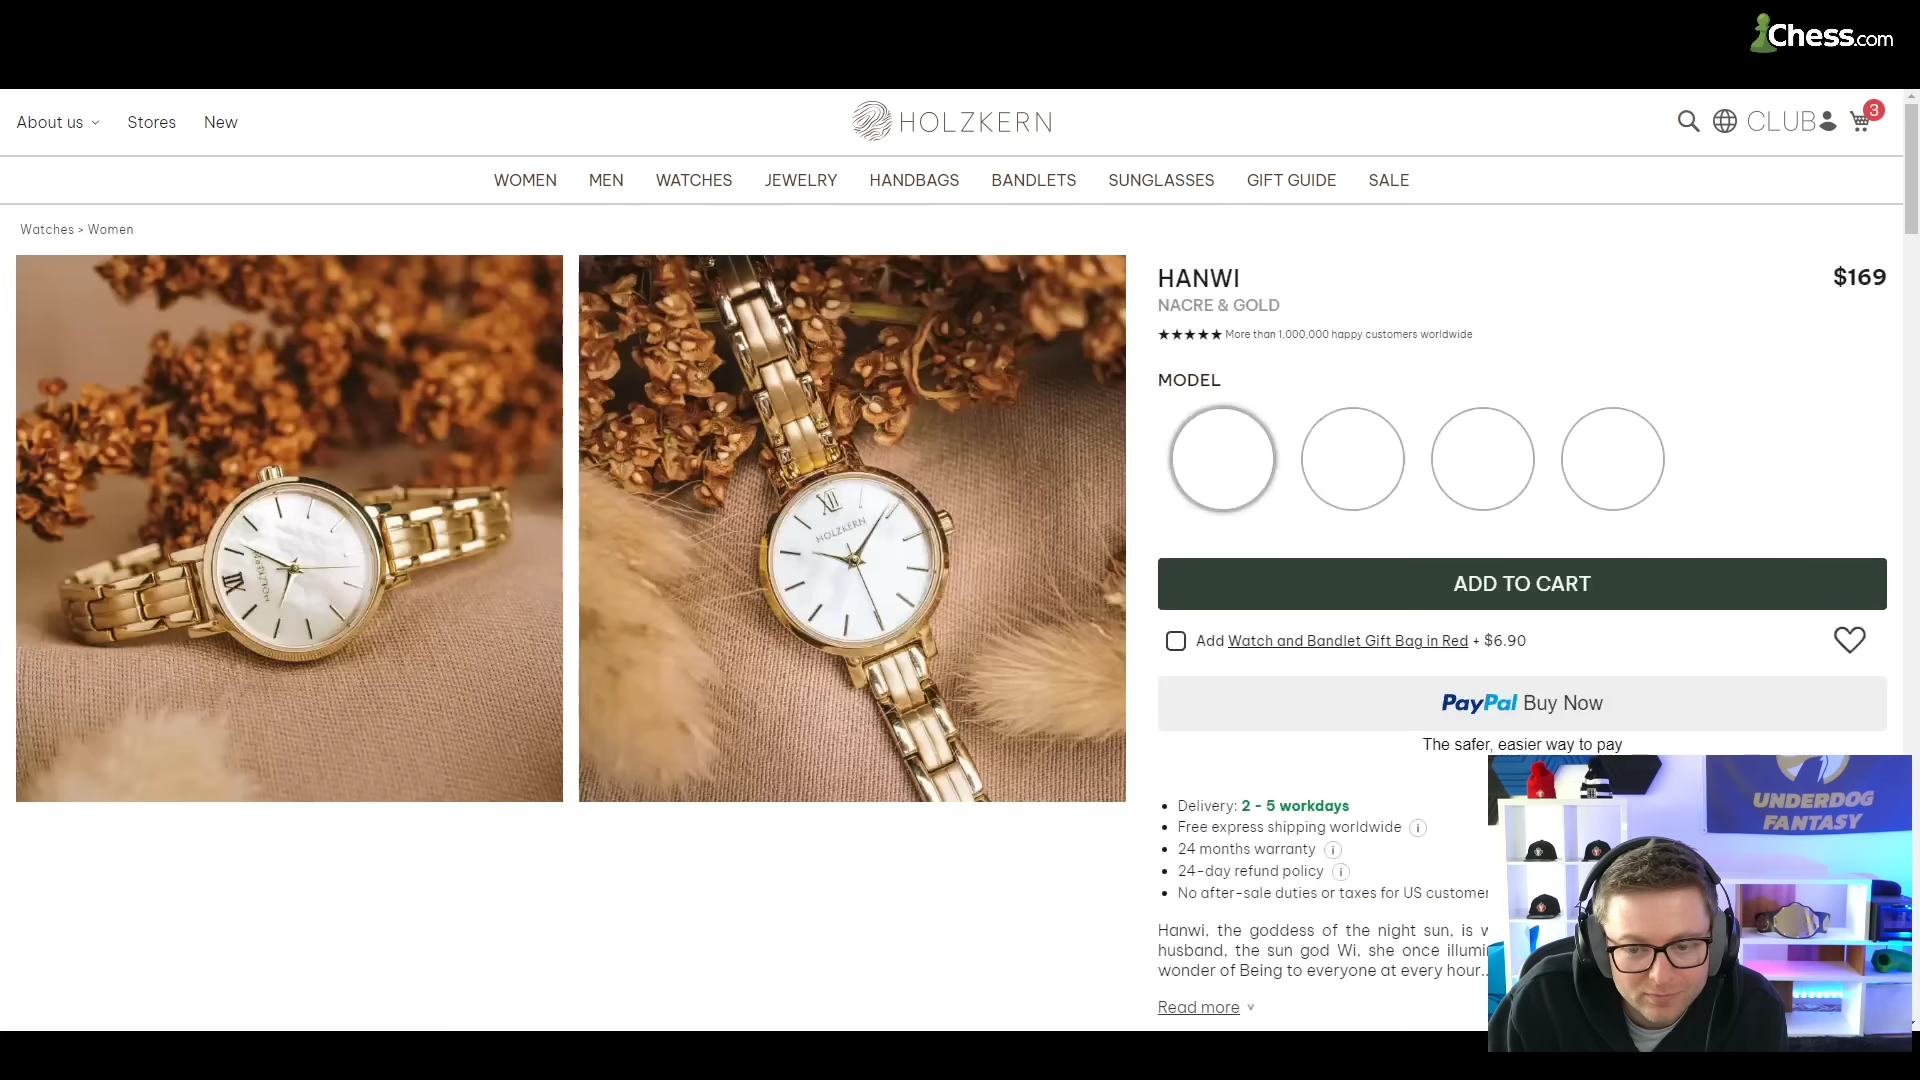 Chess.com
About us
Stores
New
HOLZKERN
CLUB
3
WOMEN
MEN
WATCHES
JEWELRY
HANDBAGS
BANDLETS
SUNGLASSES
GIFT GUIDE
SALE
Watches > Women
XII
HOLZKERN
XII
HOLZKERN
HANWI
$169
NACRE & GOLD
★★★★★ More than 1,000,000 happy customers worldwide
MODEL
ADD TO CART
Add Watch and Bandlet Gift Bag in Red + $6.90
PayPal Buy Now
The safer, easier way to pay
• Delivery: 2 - 5 workdays
• Free express shipping worldwide i
• 24 months warranty i
• 24-day refund policy i
• No after-sale duties or taxes for US customer
Hanwi, the goddess of the night sun, is
husband, the sun god Wi, she once illumi
wonder of Being to everyone at every hour..
Read more
UNDERDOG
FANTASY